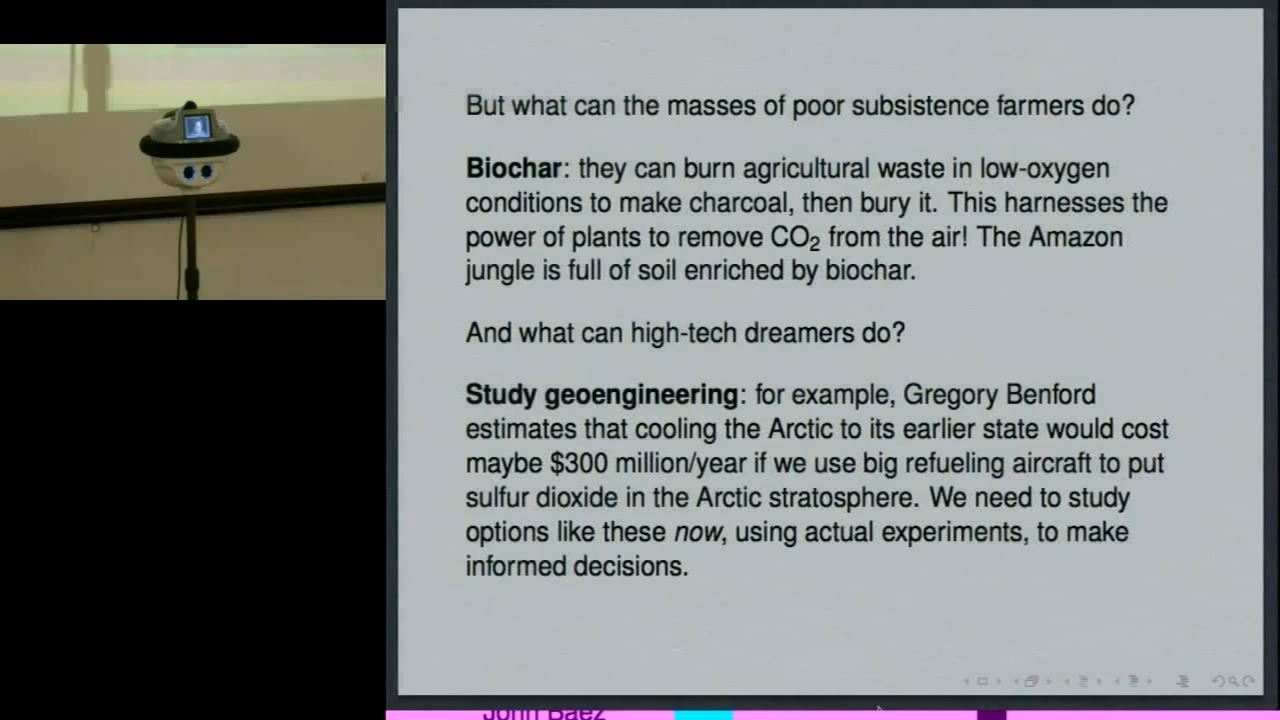 But what can the masses of poor subsistence farmers do?
Biochar: they can burn agricultural waste in low-oxygen
conditions to make charcoal, then bury it. This harnesses the
power of plants to remove CO₂ from the air! The Amazon
jungle is full of soil enriched by biochar.
And what can high-tech dreamers do?
Study geoengineering: for example, Gregory Benford
estimates that cooling the Arctic to its earlier state would cost
maybe $300 million/year if we use big refueling aircraft to put
sulfur dioxide in the Arctic stratosphere. We need to study
options like these now, using actual experiments, to make
informed decisions.
John Baez